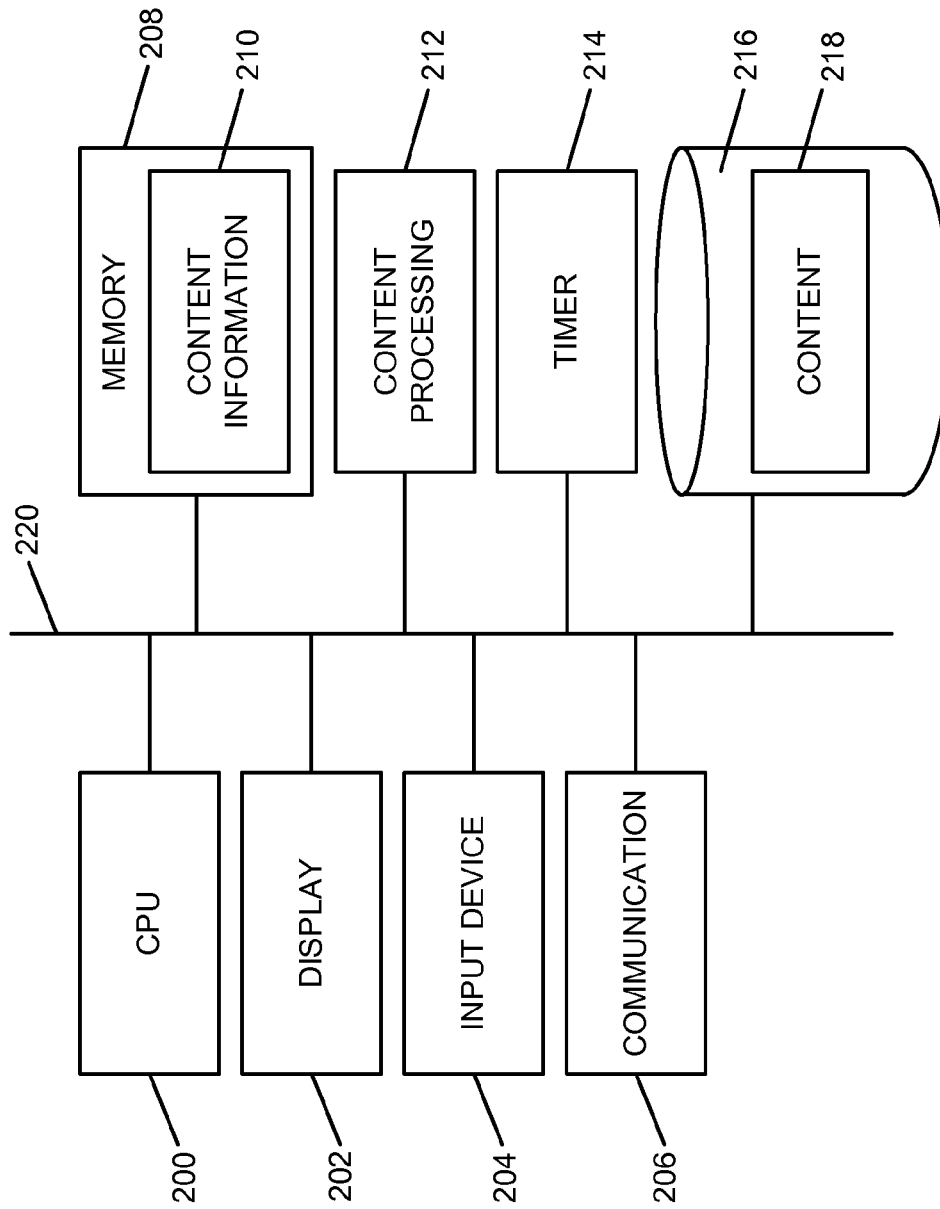 200
CPU
202
DISPLAY
204
INPUT DEVICE
206
COMMUNICATION
220
208
MEMORY
210
CONTENT
INFORMATION
212
CONTENT
PROCESSING
214
TIMER
216
218
CONTENT